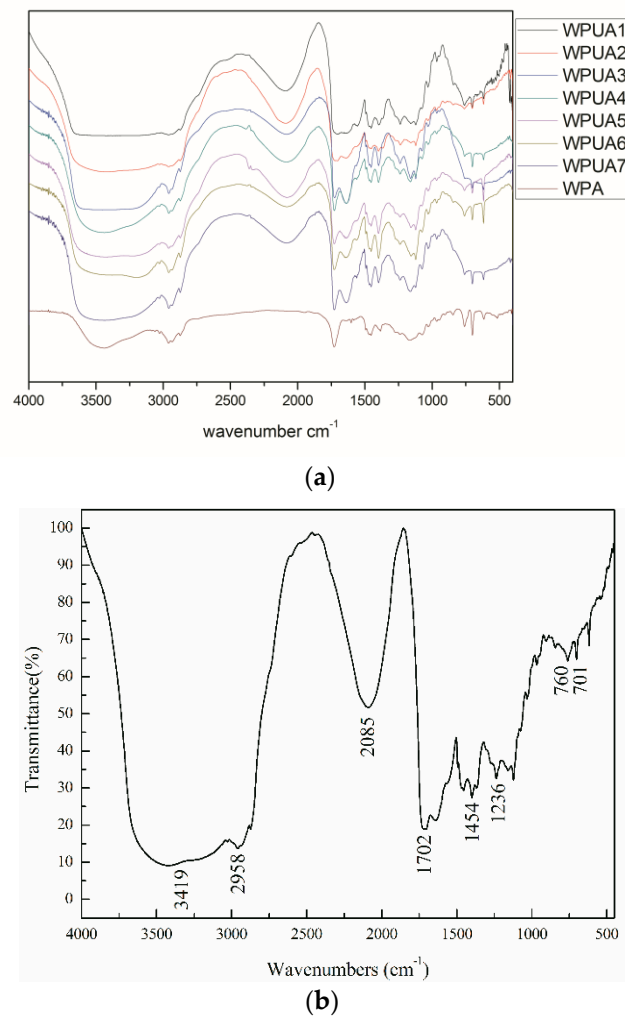 WPUA1
WPUA2
WPUA3
WPUA4
WPUA5
WPUA6
WPUA7
WPA
4000 3500 3000 2500 2000 1500 1000 500
wavenumber cm-1
(a)
100
90
80
70
60
50
40
30
20
10
0
Transmittance(%)
3419
2958
2085
1702
1454
1236
760
701
4000 3500 3000 2500 2000 1500 1000 500
Wavenumbers (cm-1)
(b)